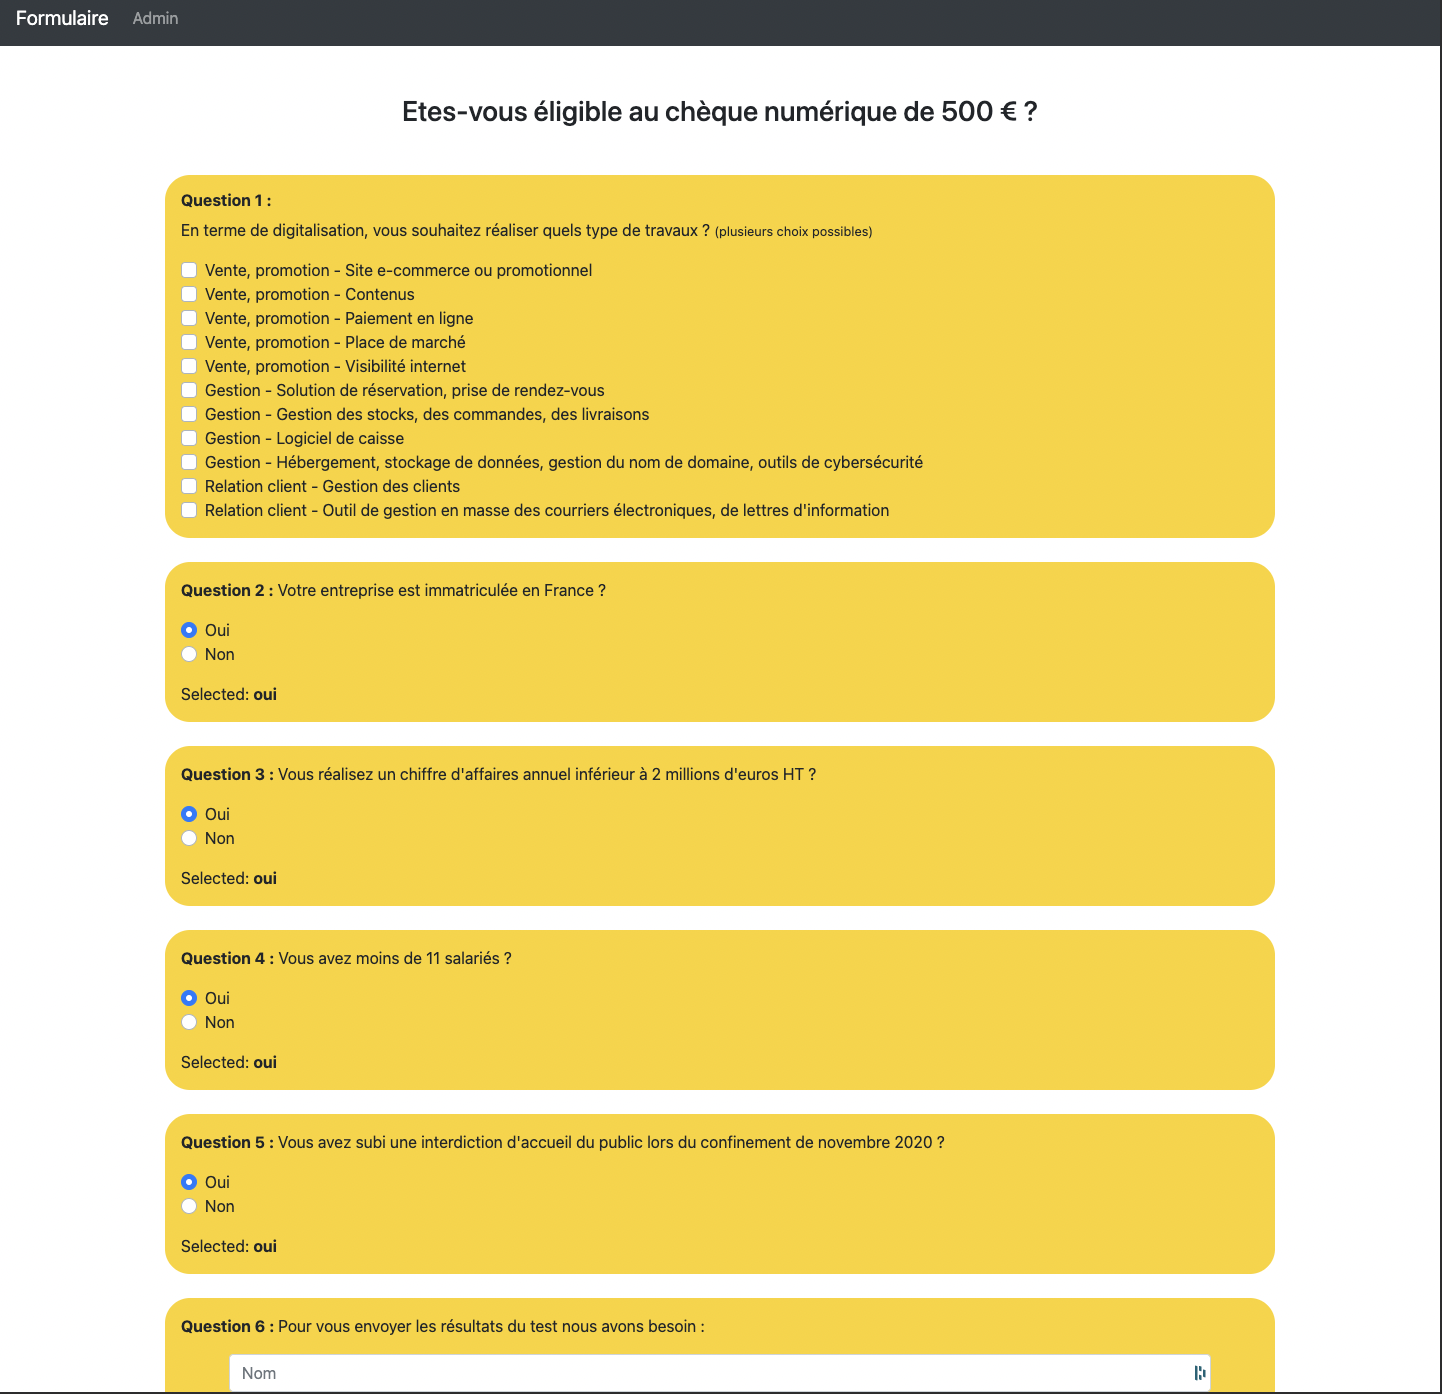 Formulaire Admin
Etes-vous éligible au chèque numérique de 500 € ?
Question 1 :
En terme de digitalisation, vous souhaitez réaliser quels type de travaux ? (plusieurs choix possibles)
Vente, promotion - Site e-commerce ou promotionnel
Vente, promotion - Contenus
Vente, promotion - Paiement en ligne
Vente, promotion - Place de marché
Vente, promotion - Visibilité internet
Gestion - Solution de réservation, prise de rendez-vous
Gestion - Gestion des stocks, des commandes, des livraisons
Gestion - Logiciel de caisse
Gestion - Hébergement, stockage de données, gestion du nom de domaine, outils de cybersécurité
Relation client - Gestion des clients
Relation client - Outil de gestion en masse des courriers électroniques, de lettres d'information
Question 2 : Votre entreprise est immatriculée en France ?
Oui
Non
Selected: oui
Question 3 : Vous réalisez un chiffre d'affaires annuel inférieur à 2 millions d'euros HT ?
Oui
Non
Selected: oui
Question 4 : Vous avez moins de 11 salariés ?
Oui
Non
Selected: oui
Question 5 : Vous avez subi une interdiction d'accueil du public lors du confinement de novembre 2020 ?
Oui
Non
Selected: oui
Question 6 : Pour vous envoyer les résultats du test nous avons besoin :
Nom